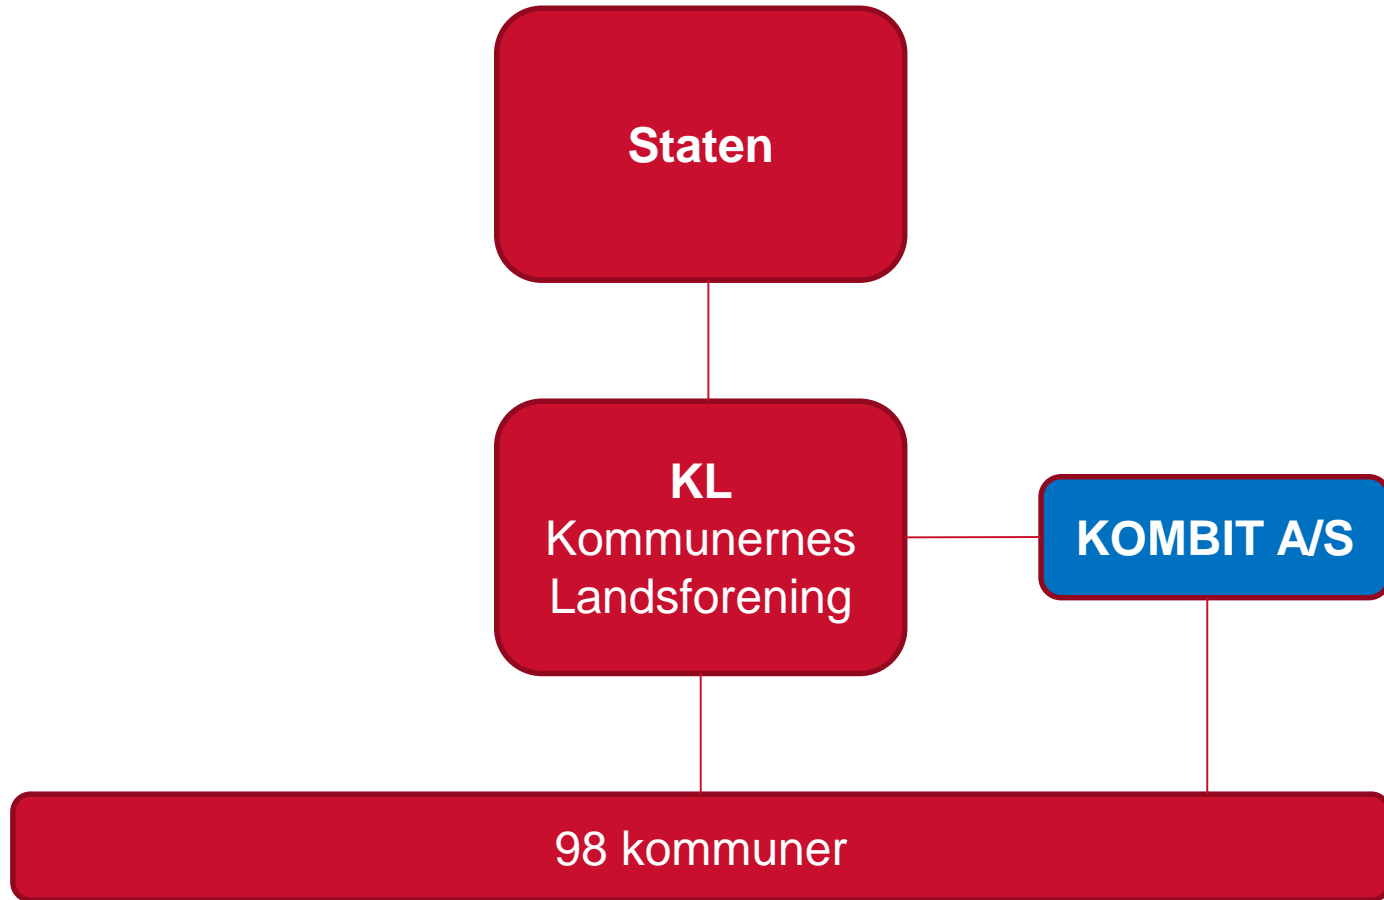 Staten
KL
Kommunernes
Landsforening
KOMBIT A/S
98 kommuner